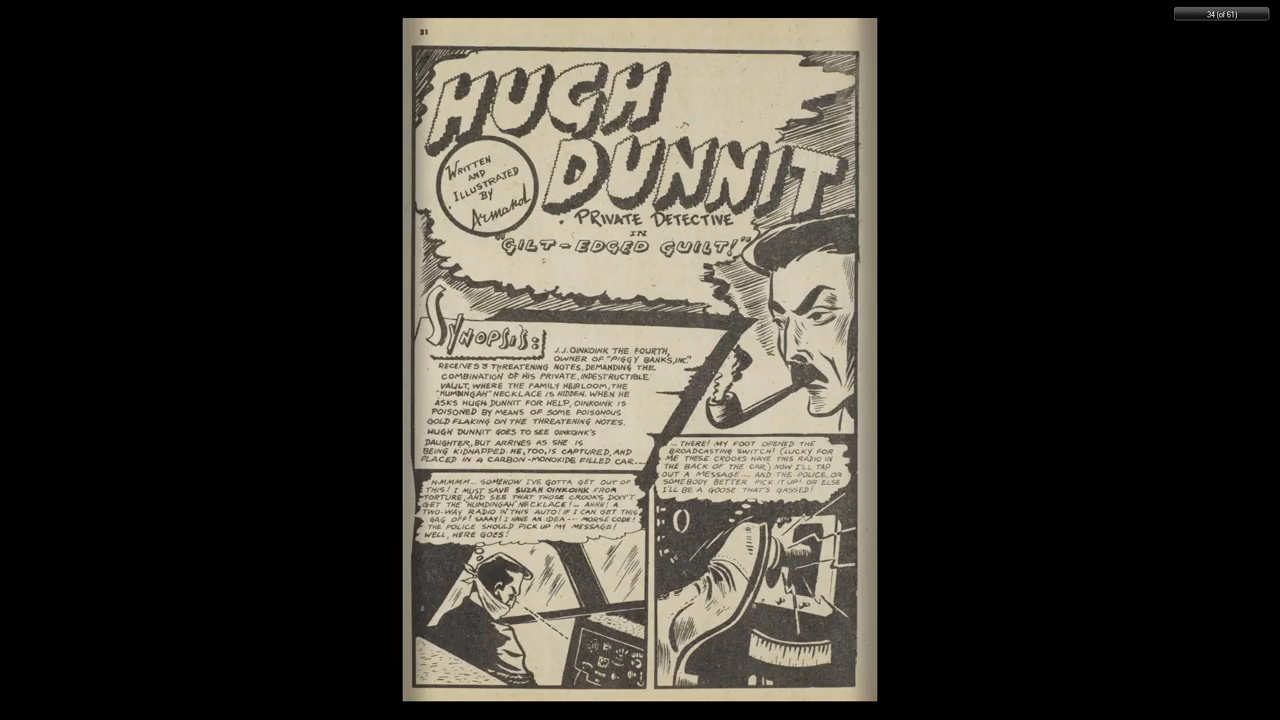 34 (of 61)
31
HUGH
DUNNIT
WRITTEN
AND
ILLUSTRATED
BY
Armand
PRIVATE DETECTIVE
IN
"GILT-EDGED GUILT!"
SYNOPSIS:
J.J. OINKOINK THE FOURTH,
OWNER OF "PIGGY BANKS, INC."
RECEIVES 3 THREATENING NOTES, DEMANDING THE
COMBINATION OF HIS PRIVATE, INDESTRUCTIBLE
VAULT, WHERE THE FAMILY HEIRLOOM, THE
"HUMDINGAH" NECKLACE IS HIDDEN. WHEN HE
ASKS HUGH DUNNIT FOR HELP, OINKOINK IS
POISONED BY MEANS OF SOME POISONOUS
GOLD FLAKING ON THE THREATENING NOTES.
HUGH DUNNIT GOES TO SEE OINKOINK'S
DAUGHTER, BUT ARRIVES AS SHE IS
BEING KIDNAPPED. HE, TOO, IS CAPTURED, AND
PLACED IN A CARBON-MONOXIDE FILLED CAR....
H-MMMM... SOMEHOW I'VE GOTTA GET OUT OF
THIS! I MUST SAVE SUZAN OINKOINK FROM
TORTURE, AND SEE THAT THOSE CROOKS DON'T
GET THE "HUMDINGAH" NECKLACE!... AHHH! A
TWO-WAY RADIO IN THIS AUTO! IF I CAN GET THIS
GAG OFF! SAAAY! I HAVE AN IDEA--- MORSE CODE!
THE POLICE SHOULD PICK UP MY MESSAGE!
WELL, HERE GOES!
...THERE! MY FOOT OPENED THE
BROADCASTING SWITCH! (LUCKY FOR
ME THESE CROOKS HAVE THIS RADIO IN
THE BACK OF THE CAR) NOW I'LL TAP
OUT A MESSAGE... AND THE POLICE, OR
SOMEBODY BETTER PICK IT UP! OR ELSE
I'LL BE A GOOSE THAT'S GASSED!